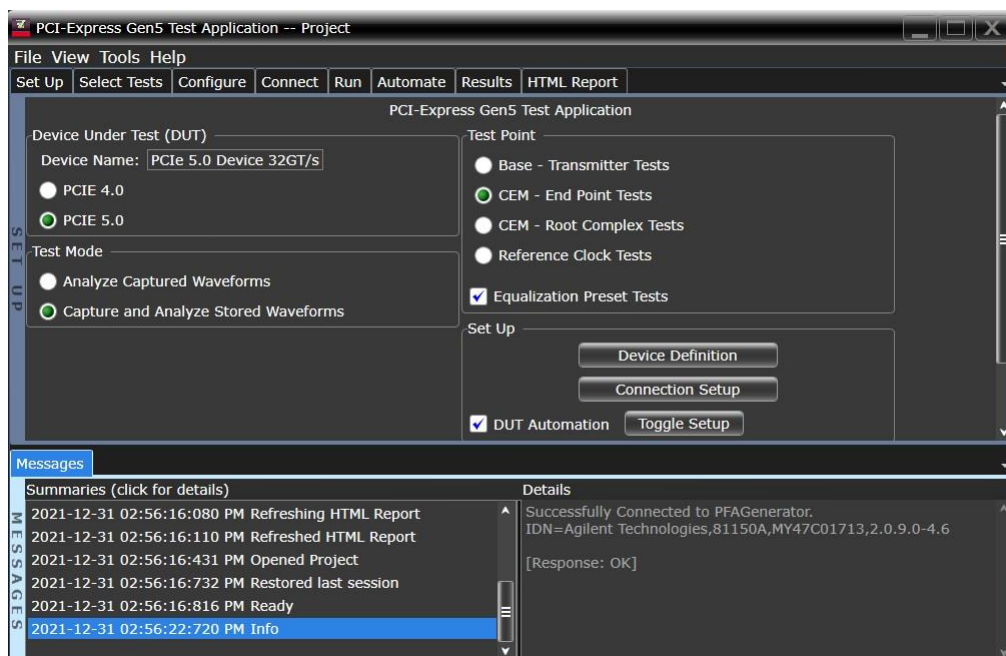 PCI-Express Gen5 Test Application -- Project
File View Tools Help
Set Up Select Tests Configure Connect Run Automate Results HTML Report
PCI-Express Gen5 Test Application
SET UP
Device Under Test (DUT)
Device Name: PCIe 5.0 Device 32GT/s
PCIE 4.0
PCIE 5.0
Test Mode
Analyze Captured Waveforms
Capture and Analyze Stored Waveforms
Test Point
Base - Transmitter Tests
CEM - End Point Tests
CEM - Root Complex Tests
Reference Clock Tests
Equalization Preset Tests
Set Up
Device Definition
Connection Setup
DUT Automation Toggle Setup
Messages
MESSAGES
Summaries (click for details)
2021-12-31 02:56:16:080 PM Refreshing HTML Report
2021-12-31 02:56:16:110 PM Refreshed HTML Report
2021-12-31 02:56:16:431 PM Opened Project
2021-12-31 02:56:16:732 PM Restored last session
2021-12-31 02:56:16:816 PM Ready
2021-12-31 02:56:22:720 PM Info
Details
Successfully Connected to PFAGenerator.
IDN=Agilent Technologies,81150A,MY47C01713,2.0.9.0-4.6
[Response: OK]